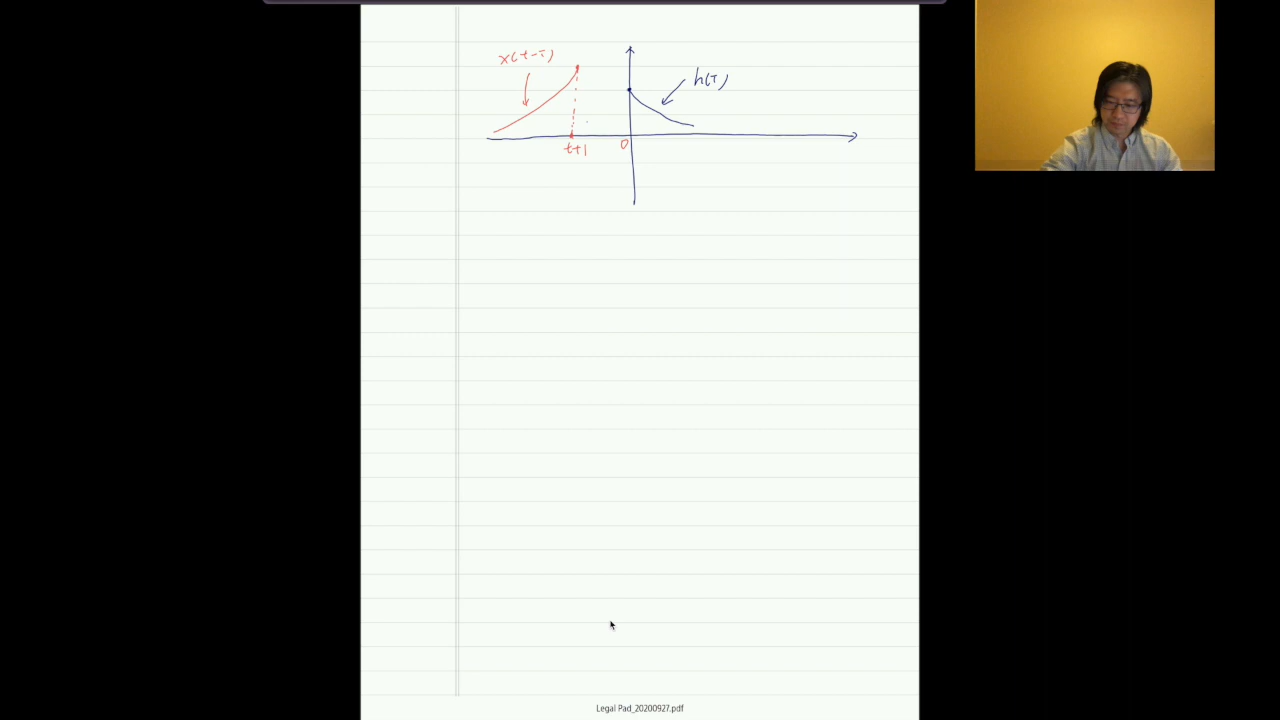 x(t-τ)
h(τ)
t+1
0
Legal Pad_20200927.pdf